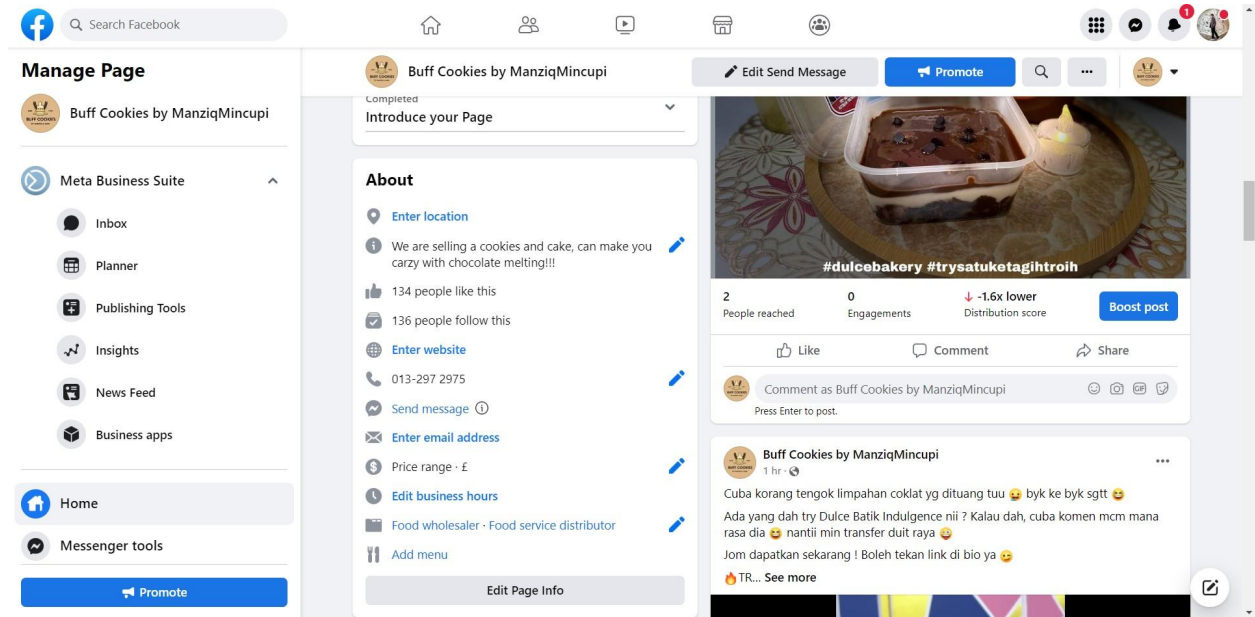 Search Facebook
1
Manage Page
Buff Cookies by ManziqMincupi
Meta Business Suite
Inbox
Planner
Publishing Tools
Insights
News Feed
Business apps
Home
Messenger tools
Promote
Buff Cookies by ManziqMincupi
Edit Send Message
Promote
Completed
Introduce your Page
About
Enter location
We are selling a cookies and cake, can make you
carzy with chocolate melting!!!
134 people like this
136 people follow this
Enter website
013-297 2975
Send message
Enter email address
Price range · £
Edit business hours
Food wholesaler · Food service distributor
Add menu
Edit Page Info
#dulcebakery #trysatuketagihtroih
2
People reached
0
Engagements
-1.6x lower
Distribution score
Boost post
Like
Comment
Share
Comment as Buff Cookies by ManziqMincupi
GIF
Press Enter to post.
Buff Cookies by ManziqMincupi
1 hr ·
Cuba korang tengok limpahan coklat yg dituang tuu 😛 byk ke byk sgtt 😆
Ada yang dah try Dulce Batik Indulgence nii ? Kalau dah, cuba komen mcm mana
rasa dia 😆 nantii min transfer duit raya 😜
Jom dapatkan sekarang ! Boleh tekan link di bio ya 😉
🔥TR... See more